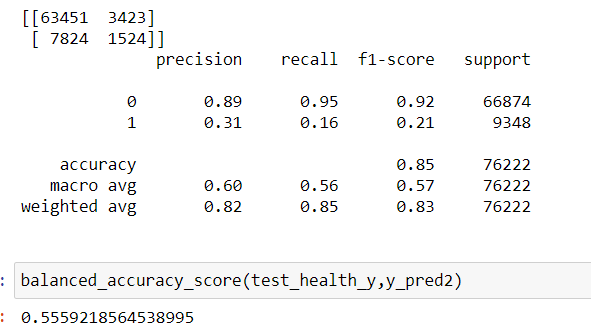 [[63451 3423]
[ 7824 1524]]
precision recall f1-score support
0 0.89 0.95 0.92 66874
1 0.31 0.16 0.21 9348
accuracy 0.85 76222
macro avg 0.60 0.56 0.57 76222
weighted avg 0.82 0.85 0.83 76222
: balanced_accuracy_score(test_health_y,y_pred2)
: 0.5559218564538995